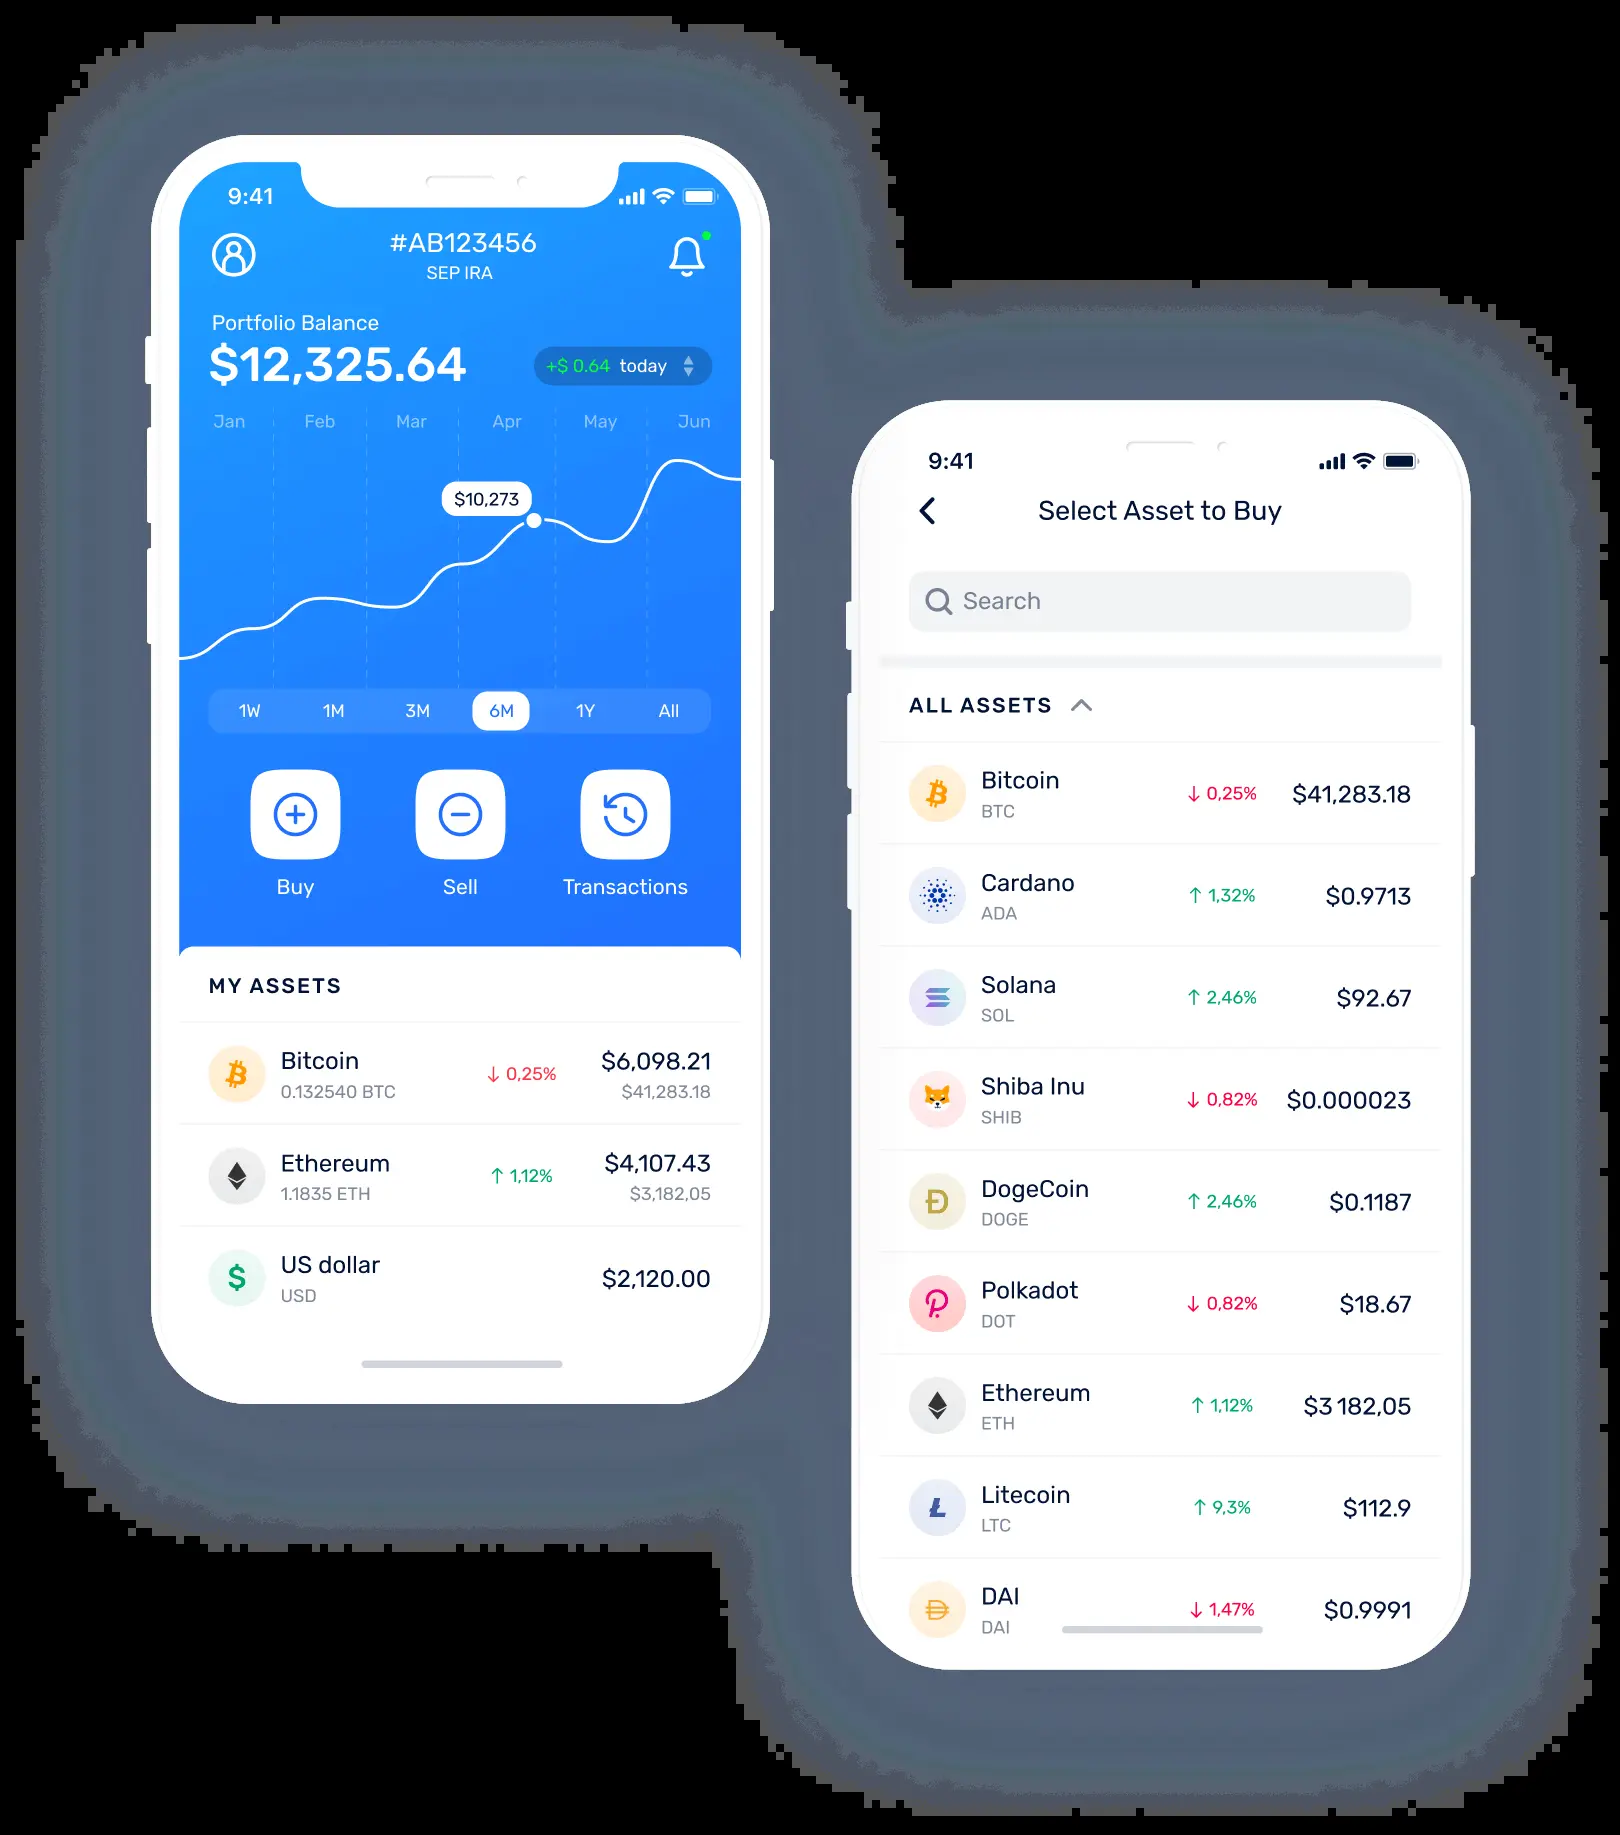 9:41
#AB123456
SEP IRA
Portfolio Balance
$12,325.64
+$ 0.64 today
Jan Feb Mar Apr May Jun
$10,273
1W 1M 3M 6M 1Y All
Buy Sell Transactions
MY ASSETS
Bitcoin ↓ 0,25% $6,098.21
0.132540 BTC $41,283.18
Ethereum ↑ 1,12% $4,107.43
1.1835 ETH $3,182,05
US dollar $2,120.00
USD
9:41
Select Asset to Buy
Search
ALL ASSETS
Bitcoin ↓ 0,25% $41,283.18
BTC
Cardano ↑ 1,32% $0.9713
ADA
Solana ↑ 2,46% $92.67
SOL
Shiba Inu ↓ 0,82% $0.000023
SHIB
DogeCoin ↑ 2,46% $0.1187
DOGE
Polkadot ↓ 0,82% $18.67
DOT
Ethereum ↑ 1,12% $3 182,05
ETH
Litecoin ↑ 9,3% $112.9
LTC
DAI ↓ 1,47% $0.9991
DAI